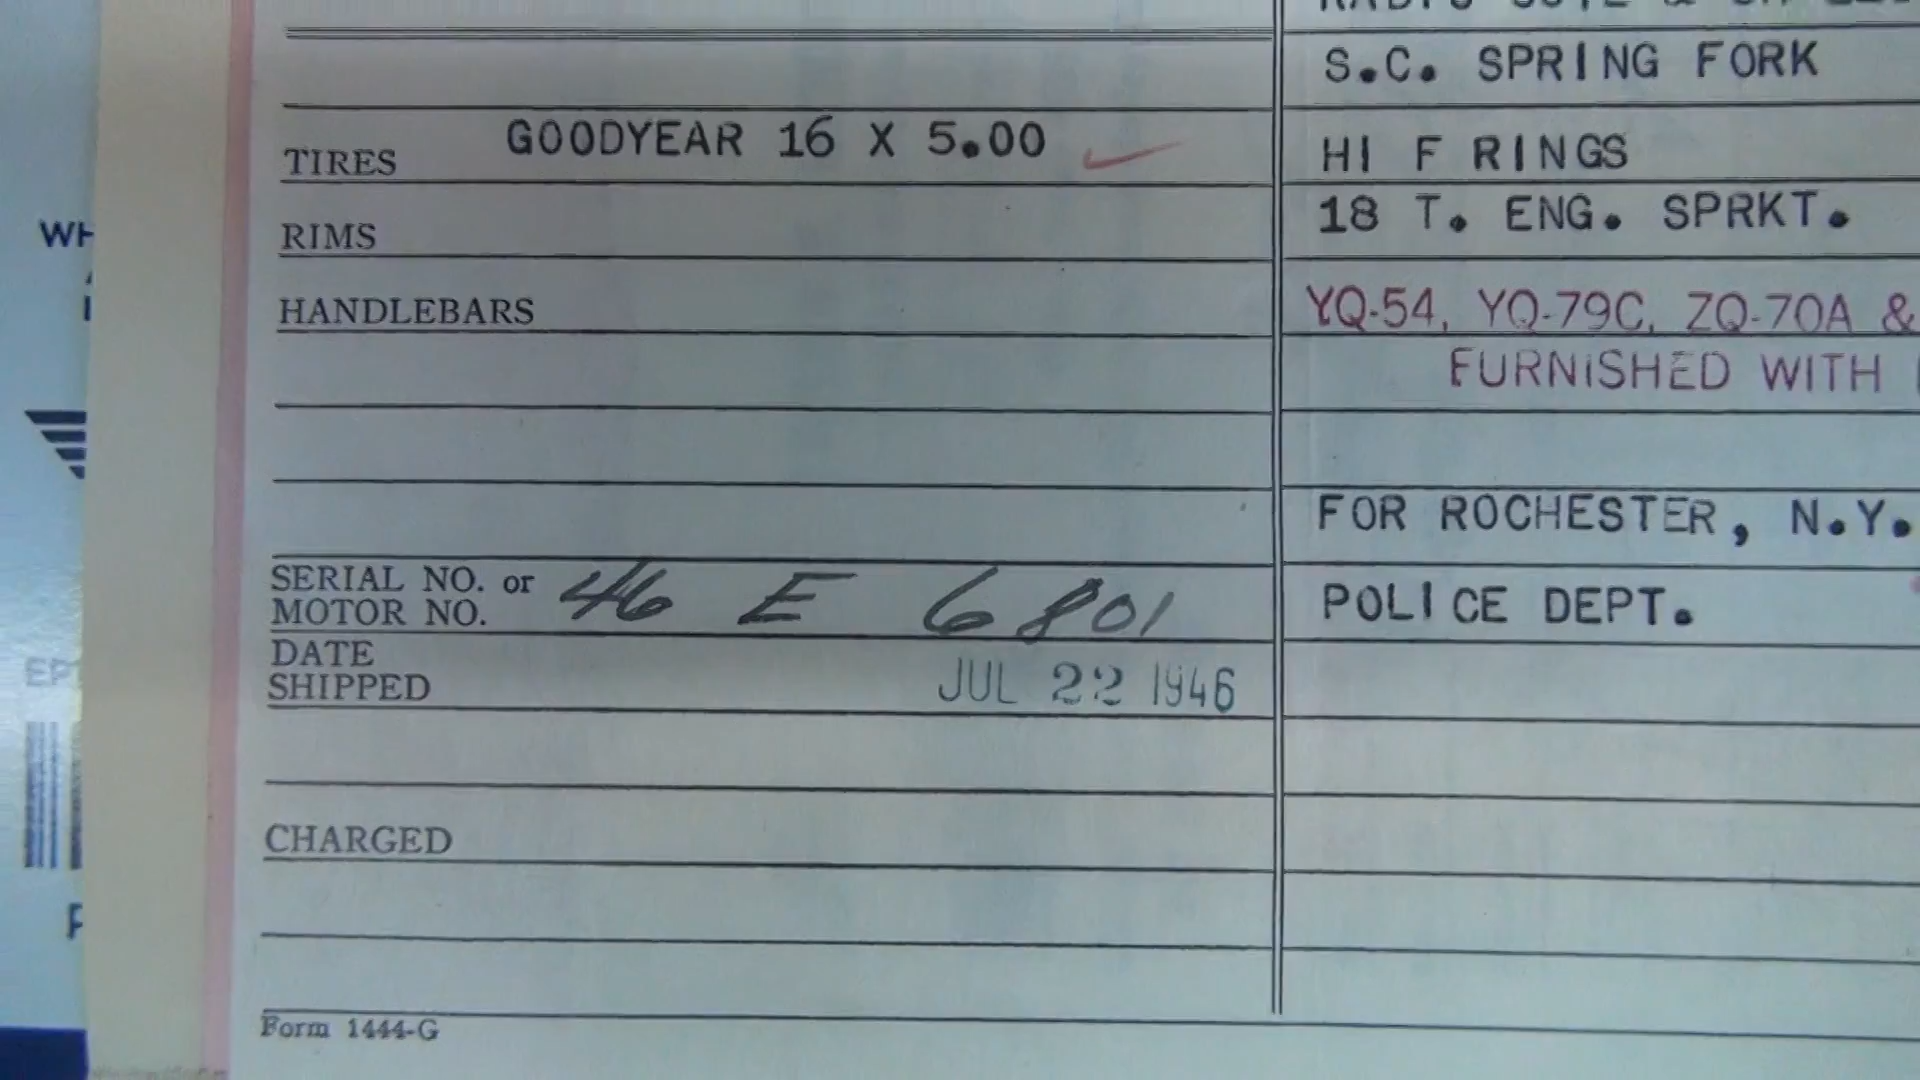 S.C. SPRING FORK
TIRES GOODYEAR 16 X 5.00
HI F RINGS
RIMS
18 T. ENG. SPRKT.
HANDLEBARS
YQ-54, YQ-79C, ZQ-70A &
FURNISHED WITH
FOR ROCHESTER, N.Y.
SERIAL NO. or
MOTOR NO. 46 E 6801
POLICE DEPT.
DATE
SHIPPED JUL 22 1946
CHARGED
Form 1444-G
WH
EP